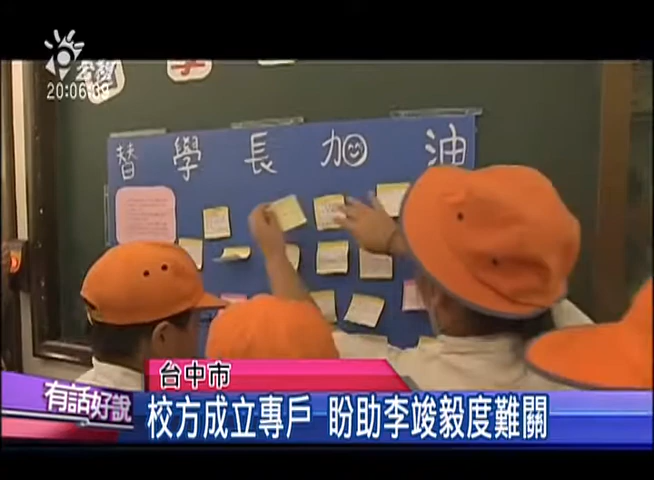 公視
20:06:09
學
替 學 長 加 油
台中市
有話好說
校方成立專戶 盼助李竣毅度難關